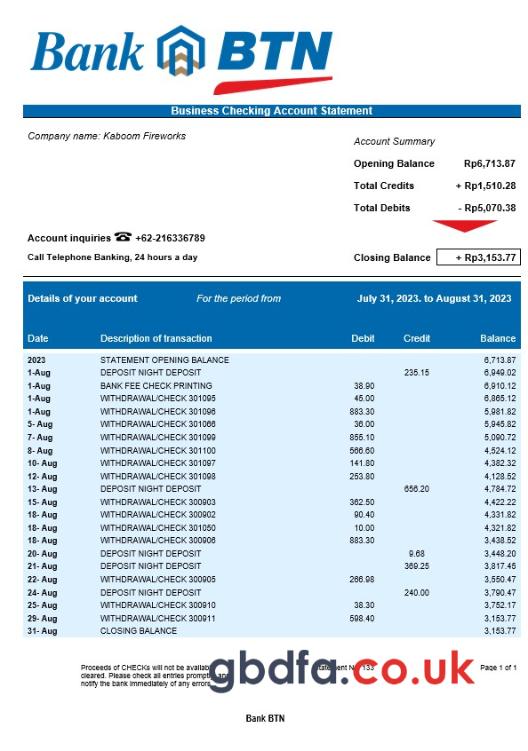 Bank BTN
Business Checking Account Statement
Company name: Kaboom Fireworks
Account Summary
Opening Balance Rp6,713.87
Total Credits + Rp1,510.28
Total Debits - Rp5,070.38
Account inquiries ☎ +62-216336789
Call Telephone Banking, 24 hours a day
Closing Balance + Rp3,153.77
Details of your account For the period from July 31, 2023. to August 31, 2023
Date Description of transaction Debit Credit Balance
2023 STATEMENT OPENING BALANCE 6,713.87
1-Aug DEPOSIT NIGHT DEPOSIT 235.15 6,949.02
1-Aug BANK FEE CHECK PRINTING 38.90 6,910.12
1-Aug WITHDRAWAL/CHECK 301095 45.00 6,865.12
1-Aug WITHDRAWAL/CHECK 301096 883.30 5,981.82
5- Aug WITHDRAWAL/CHECK 301066 36.00 5,945.82
7- Aug WITHDRAWAL/CHECK 301099 855.10 5,090.72
8- Aug WITHDRAWAL/CHECK 301100 566.60 4,524.12
10- Aug WITHDRAWAL/CHECK 301097 141.80 4,382.32
12- Aug WITHDRAWAL/CHECK 301098 253.80 4,128.52
13- Aug DEPOSIT NIGHT DEPOSIT 656.20 4,784.72
15- Aug WITHDRAWAL/CHECK 300903 362.50 4,422.22
18- Aug WITHDRAWAL/CHECK 300902 90.40 4,331.82
18- Aug WITHDRAWAL/CHECK 301050 10.00 4,321.82
18- Aug WITHDRAWAL/CHECK 300906 883.30 3,438.52
20- Aug DEPOSIT NIGHT DEPOSIT 9.68 3,448.20
21- Aug DEPOSIT NIGHT DEPOSIT 369.25 3,817.45
22- Aug WITHDRAWAL/CHECK 300905 266.98 3,550.47
24- Aug DEPOSIT NIGHT DEPOSIT 240.00 3,790.47
25- Aug WITHDRAWAL/CHECK 300910 38.30 3,752.17
29- Aug WITHDRAWAL/CHECK 300911 598.40 3,153.77
31- Aug CLOSING BALANCE 3,153.77
Proceeds of CHECKs will not be 133 Page 1 of 1
cleared. Please check all entries
notify the bank immediately of any errors
gbdfa.co.uk
Bank BTN